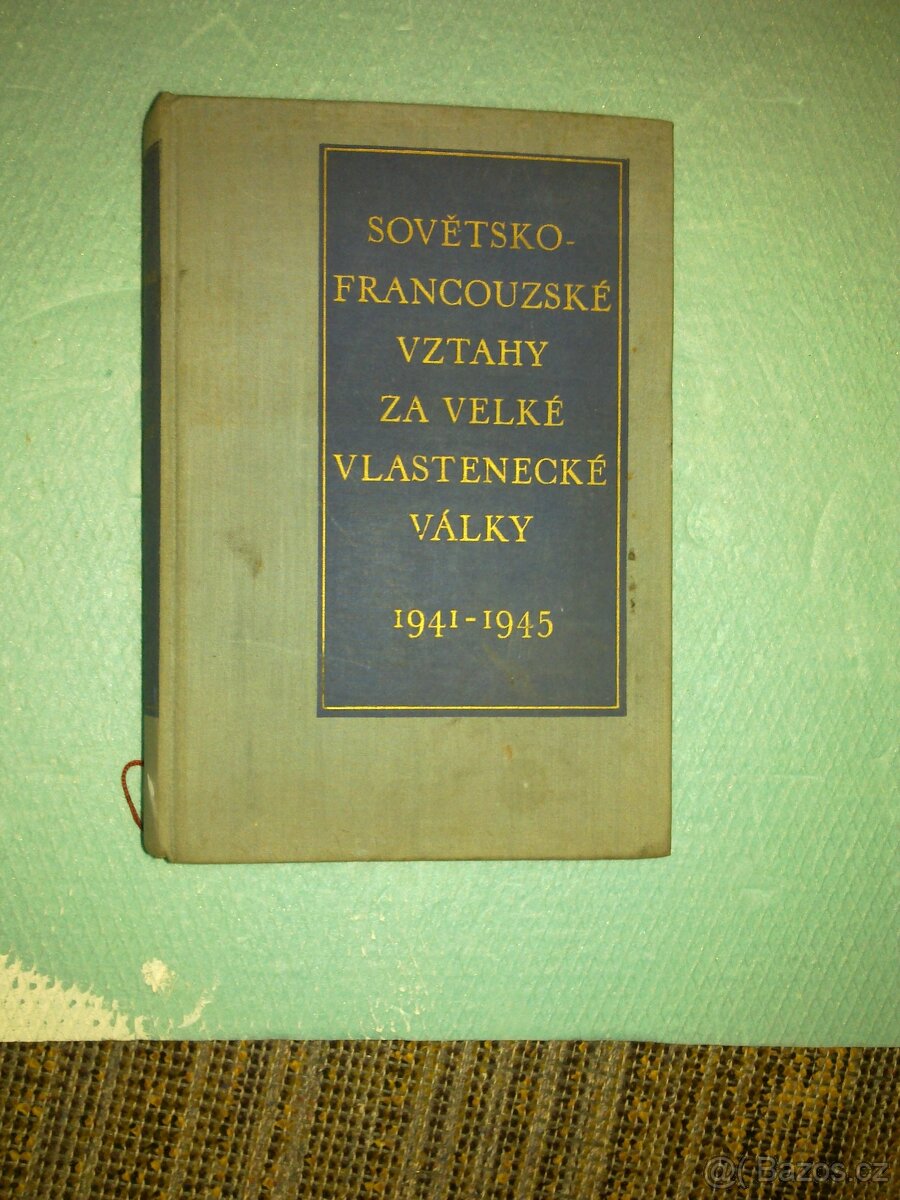 SOVĚTSKO-
FRANCOUZSKÉ
VZTAHY
ZA VELKÉ
VLASTENECKÉ
VÁLKY
1941-1945
@( Bazos.cz